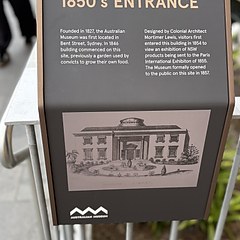 1850's ENTRANCE
Founded in 1827, the Australian
Museum was first located in
Bent Street, Sydney. In 1846
building commenced on this
site, previously a garden used by
convicts to grow their own food.
Designed by Colonial Architect
Mortimer Lewis, visitors first
entered this building in 1854 to
view an exhibition of NSW
products being sent to the Paris
International Exhibition of 1855.
The Museum formally opened
to the public on this site in 1857.
AUSTRALIAN MUSEUM